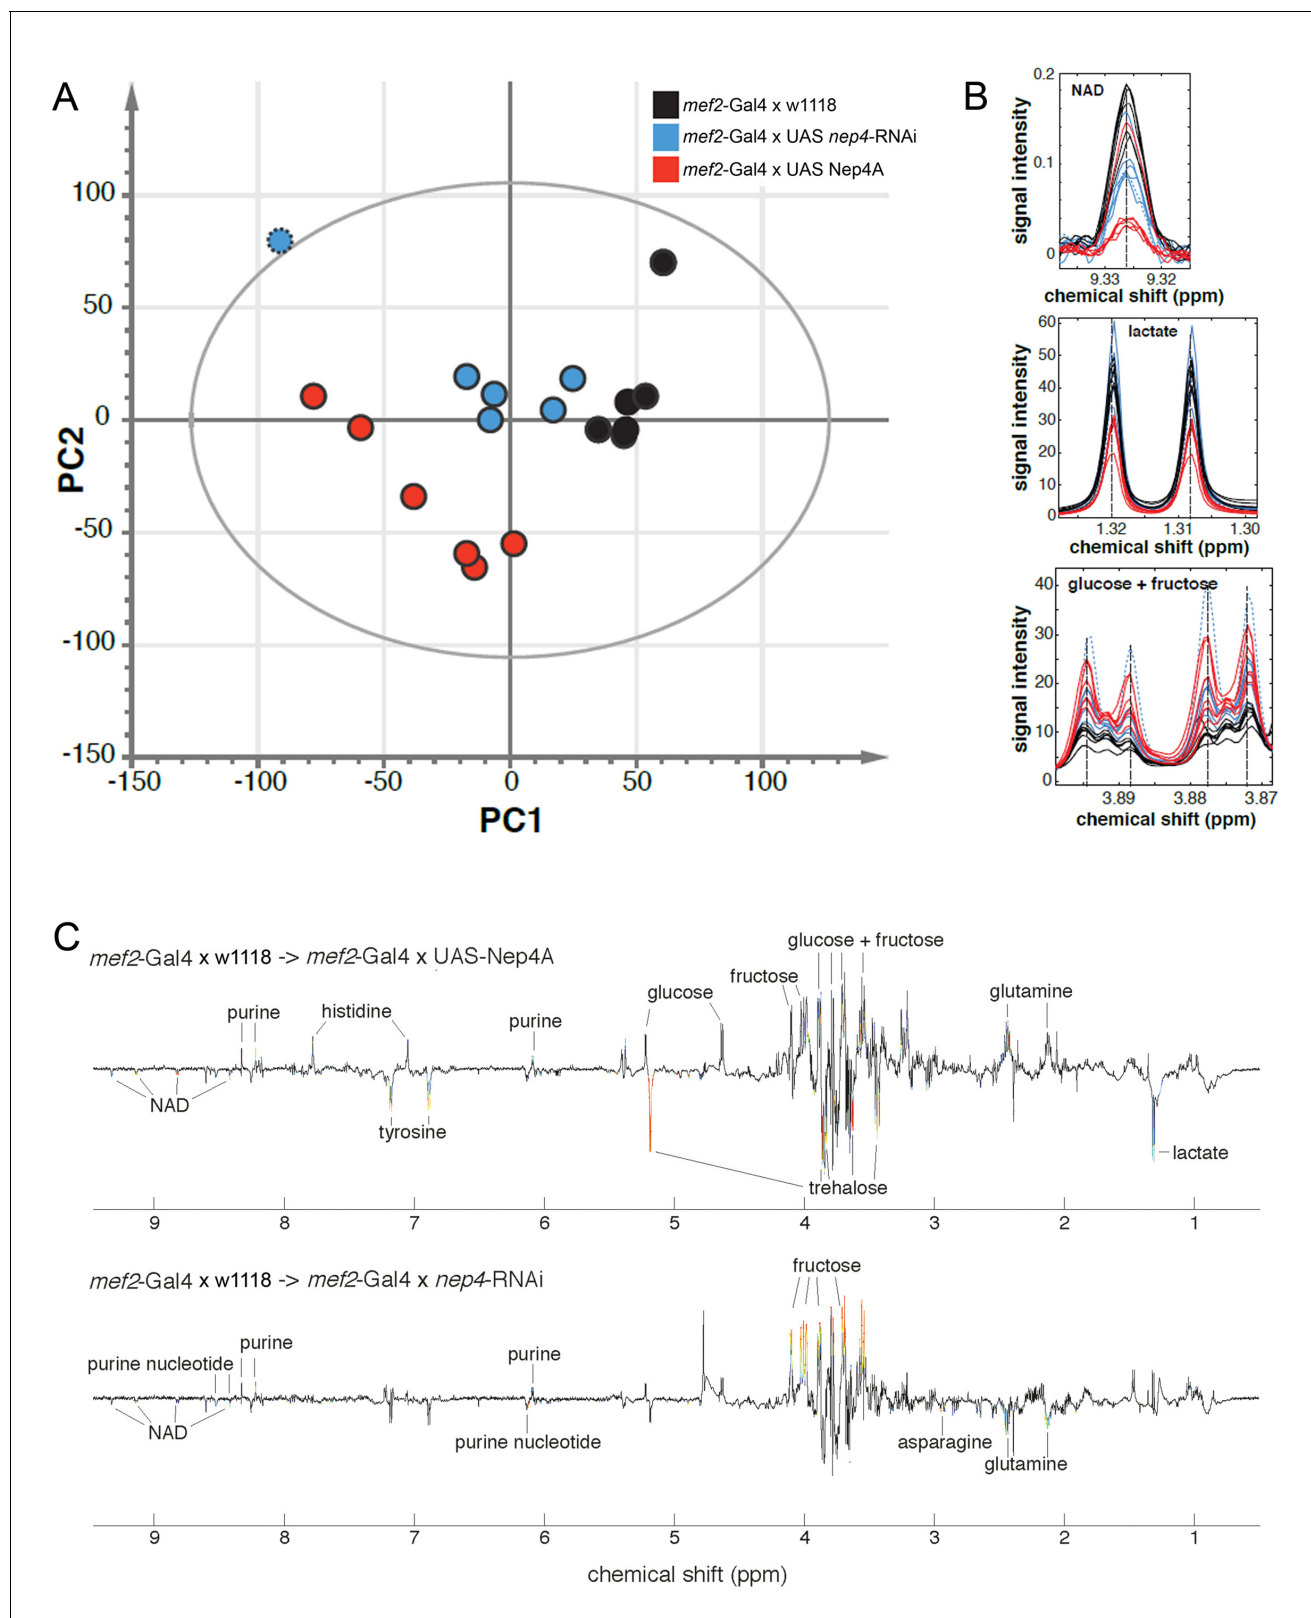 A
mef2-Gal4 x w1118
mef2-Gal4 x UAS nep4-RNAi
mef2-Gal4 x UAS Nep4A
100
50
0
-50
-100
-150
PC2
-150
-100
-50
0
50
100
PC1
B
NAD
0.2
0.1
0
signal intensity
9.33
9.32
chemical shift (ppm)
lactate
60
50
40
30
20
10
0
signal intensity
1.32
1.31
1.30
chemical shift (ppm)
glucose + fructose
40
30
20
10
0
signal intensity
3.89
3.88
3.87
chemical shift (ppm)
C
mef2-Gal4 x w1118 -> mef2-Gal4 x UAS-Nep4A
glucose + fructose
fructose
glucose
glutamine
purine
histidine
purine
NAD
tyrosine
lactate
trehalose
9 8 7 6 5 4 3 2 1
mef2-Gal4 x w1118 -> mef2-Gal4 x nep4-RNAi
fructose
purine
purine nucleotide
purine
NAD
purine nucleotide
asparagine
glutamine
9 8 7 6 5 4 3 2 1
chemical shift (ppm)